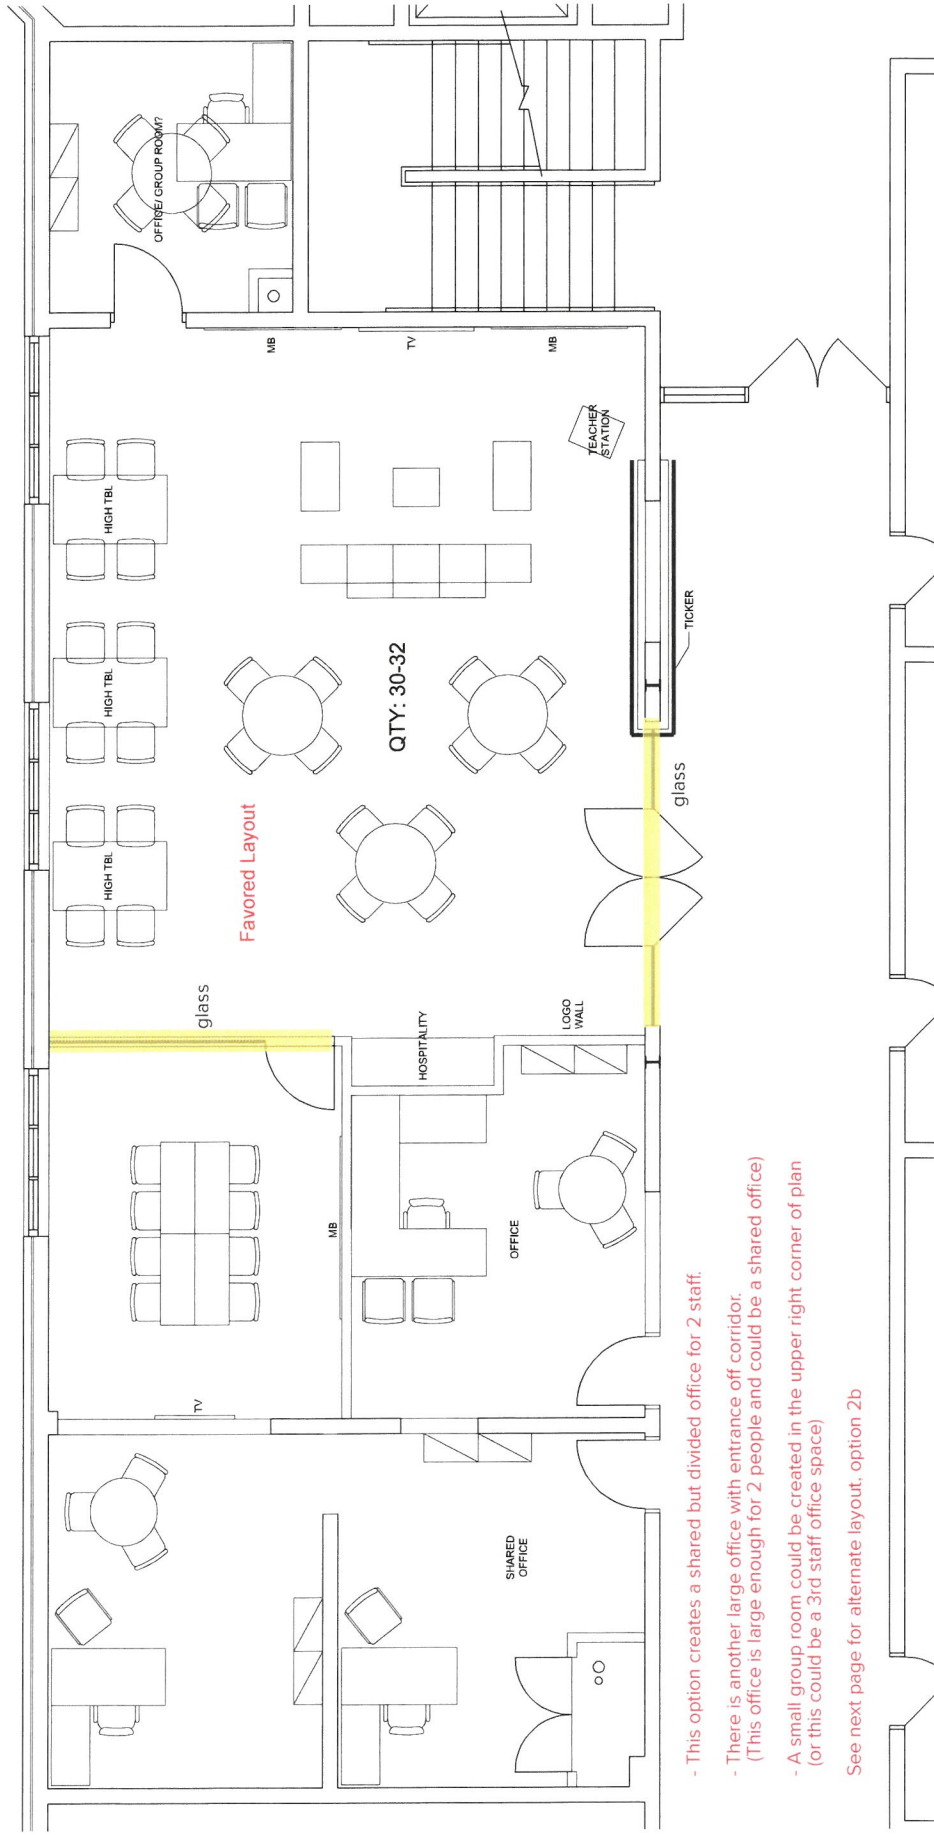 OFFICE/ GROUP ROOM?
MB
TV
MB
TEACHER
STATION
HIGH TBL
HIGH TBL
HIGH TBL
QTY: 30-32
TICKER
Favored Layout
glass
glass
LOGO
WALL
HOSPITALITY
MB
OFFICE
TV
SHARED
OFFICE
- This option creates a shared but divided office for 2 staff.
- There is another large office with entrance off corridor.
(This office is large enough for 2 people and could be a shared office)
- A small group room could be created in the upper right corner of plan
(or this could be a 3rd staff office space)
See next page for alternate layout, option 2b